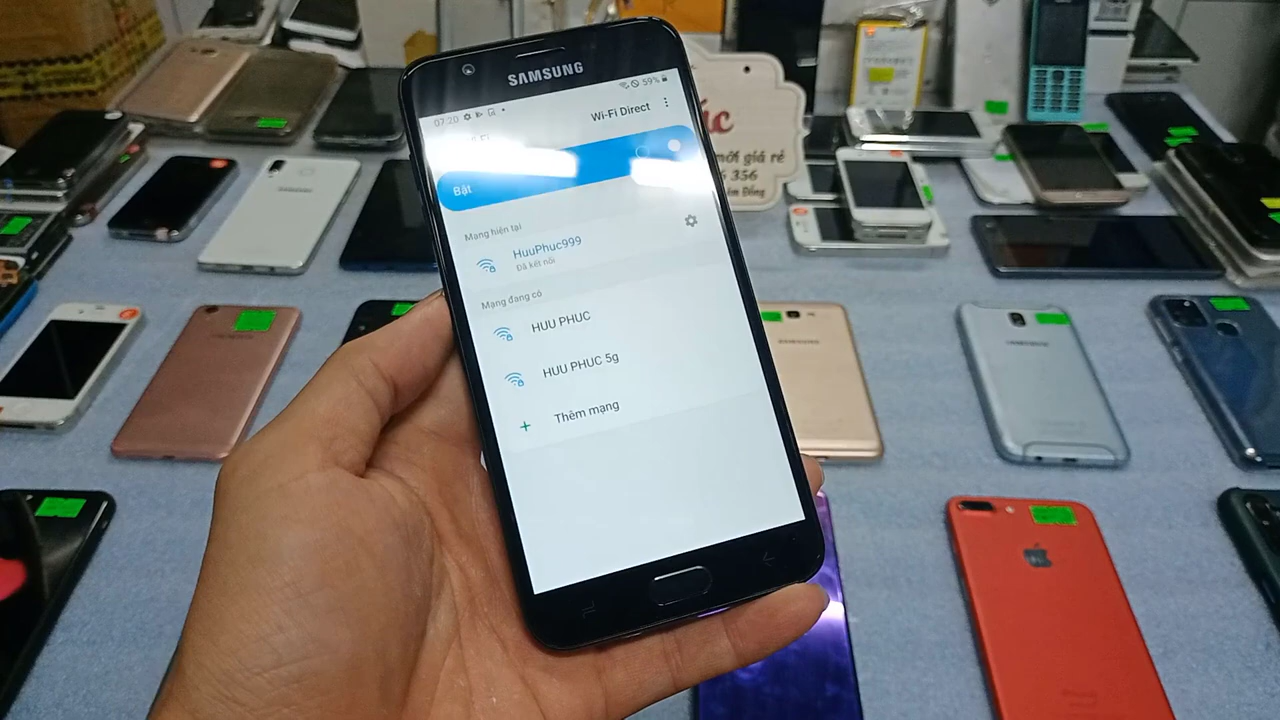 SAMSUNG
07:20
59%
Wi-Fi Direct
Bật
Mạng hiện tại
HuuPhuc999
Đã kết nối
Mạng đang có
HUU PHUC
HUU PHUC 5g
Thêm mạng
mới giá rẻ
356
Đồng